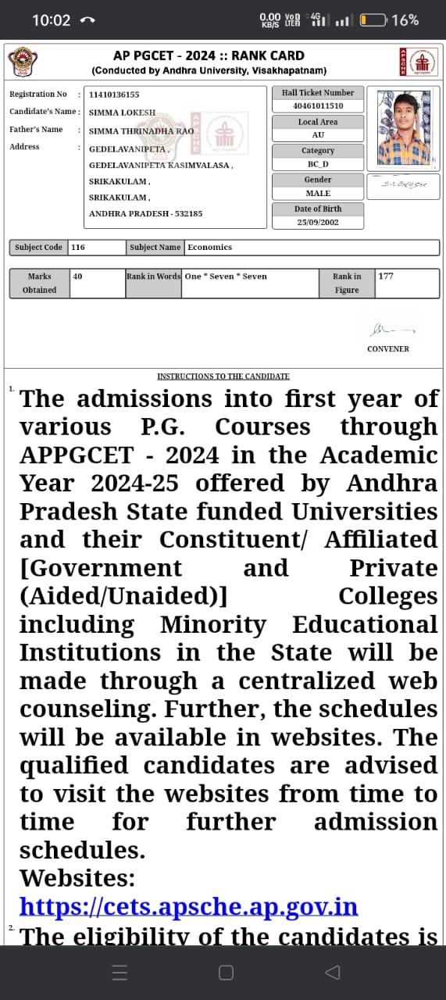 10:02
0.00 KB/S
VoD LTED
4G
16%
AP PGCET - 2024 :: RANK CARD
(Conducted by Andhra University, Visakhapatnam)
APSCHE
Registration No : 11410136155
Candidate's Name : SIMMA LOKESH
Father's Name : SIMMA THRINADHA RAO
Address : GEDELAVANIPETA ,
GEDELAVANIPETA KASIMVALASA ,
SRIKAKULAM ,
SRIKAKULAM ,
ANDHRA PRADESH - 532185
Hall Ticket Number
40461011510
Local Area
AU
Category
BC_D
Gender
MALE
Date of Birth
25/09/2002
Subject Code 116 Subject Name Economics
Marks Obtained 40 Rank in Words One * Seven * Seven Rank in Figure 177
CONVENER
INSTRUCTIONS TO THE CANDIDATE
1. The admissions into first year of
various P.G. Courses through
APPGCET - 2024 in the Academic
Year 2024-25 offered by Andhra
Pradesh State funded Universities
and their Constituent/ Affiliated
[Government and Private
(Aided/Unaided)] Colleges
including Minority Educational
Institutions in the State will be
made through a centralized web
counseling. Further, the schedules
will be available in websites. The
qualified candidates are advised
to visit the websites from time to
time for further admission
schedules.
Websites:
https://cets.apsche.ap.gov.in
2. The eligibility of the candidates is